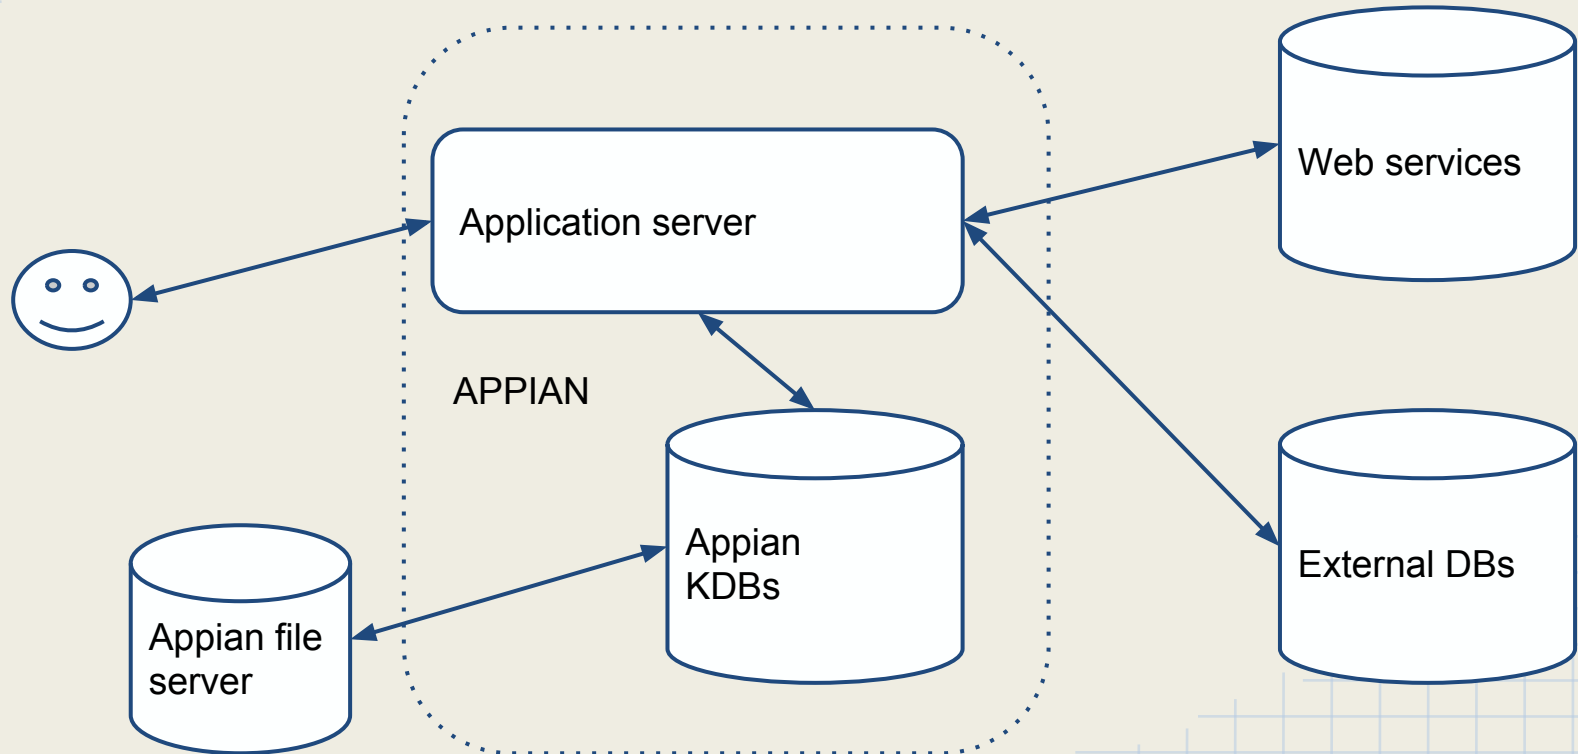 Web services
Application server
APPIAN
Appian
KDBs
External DBs
Appian file
server